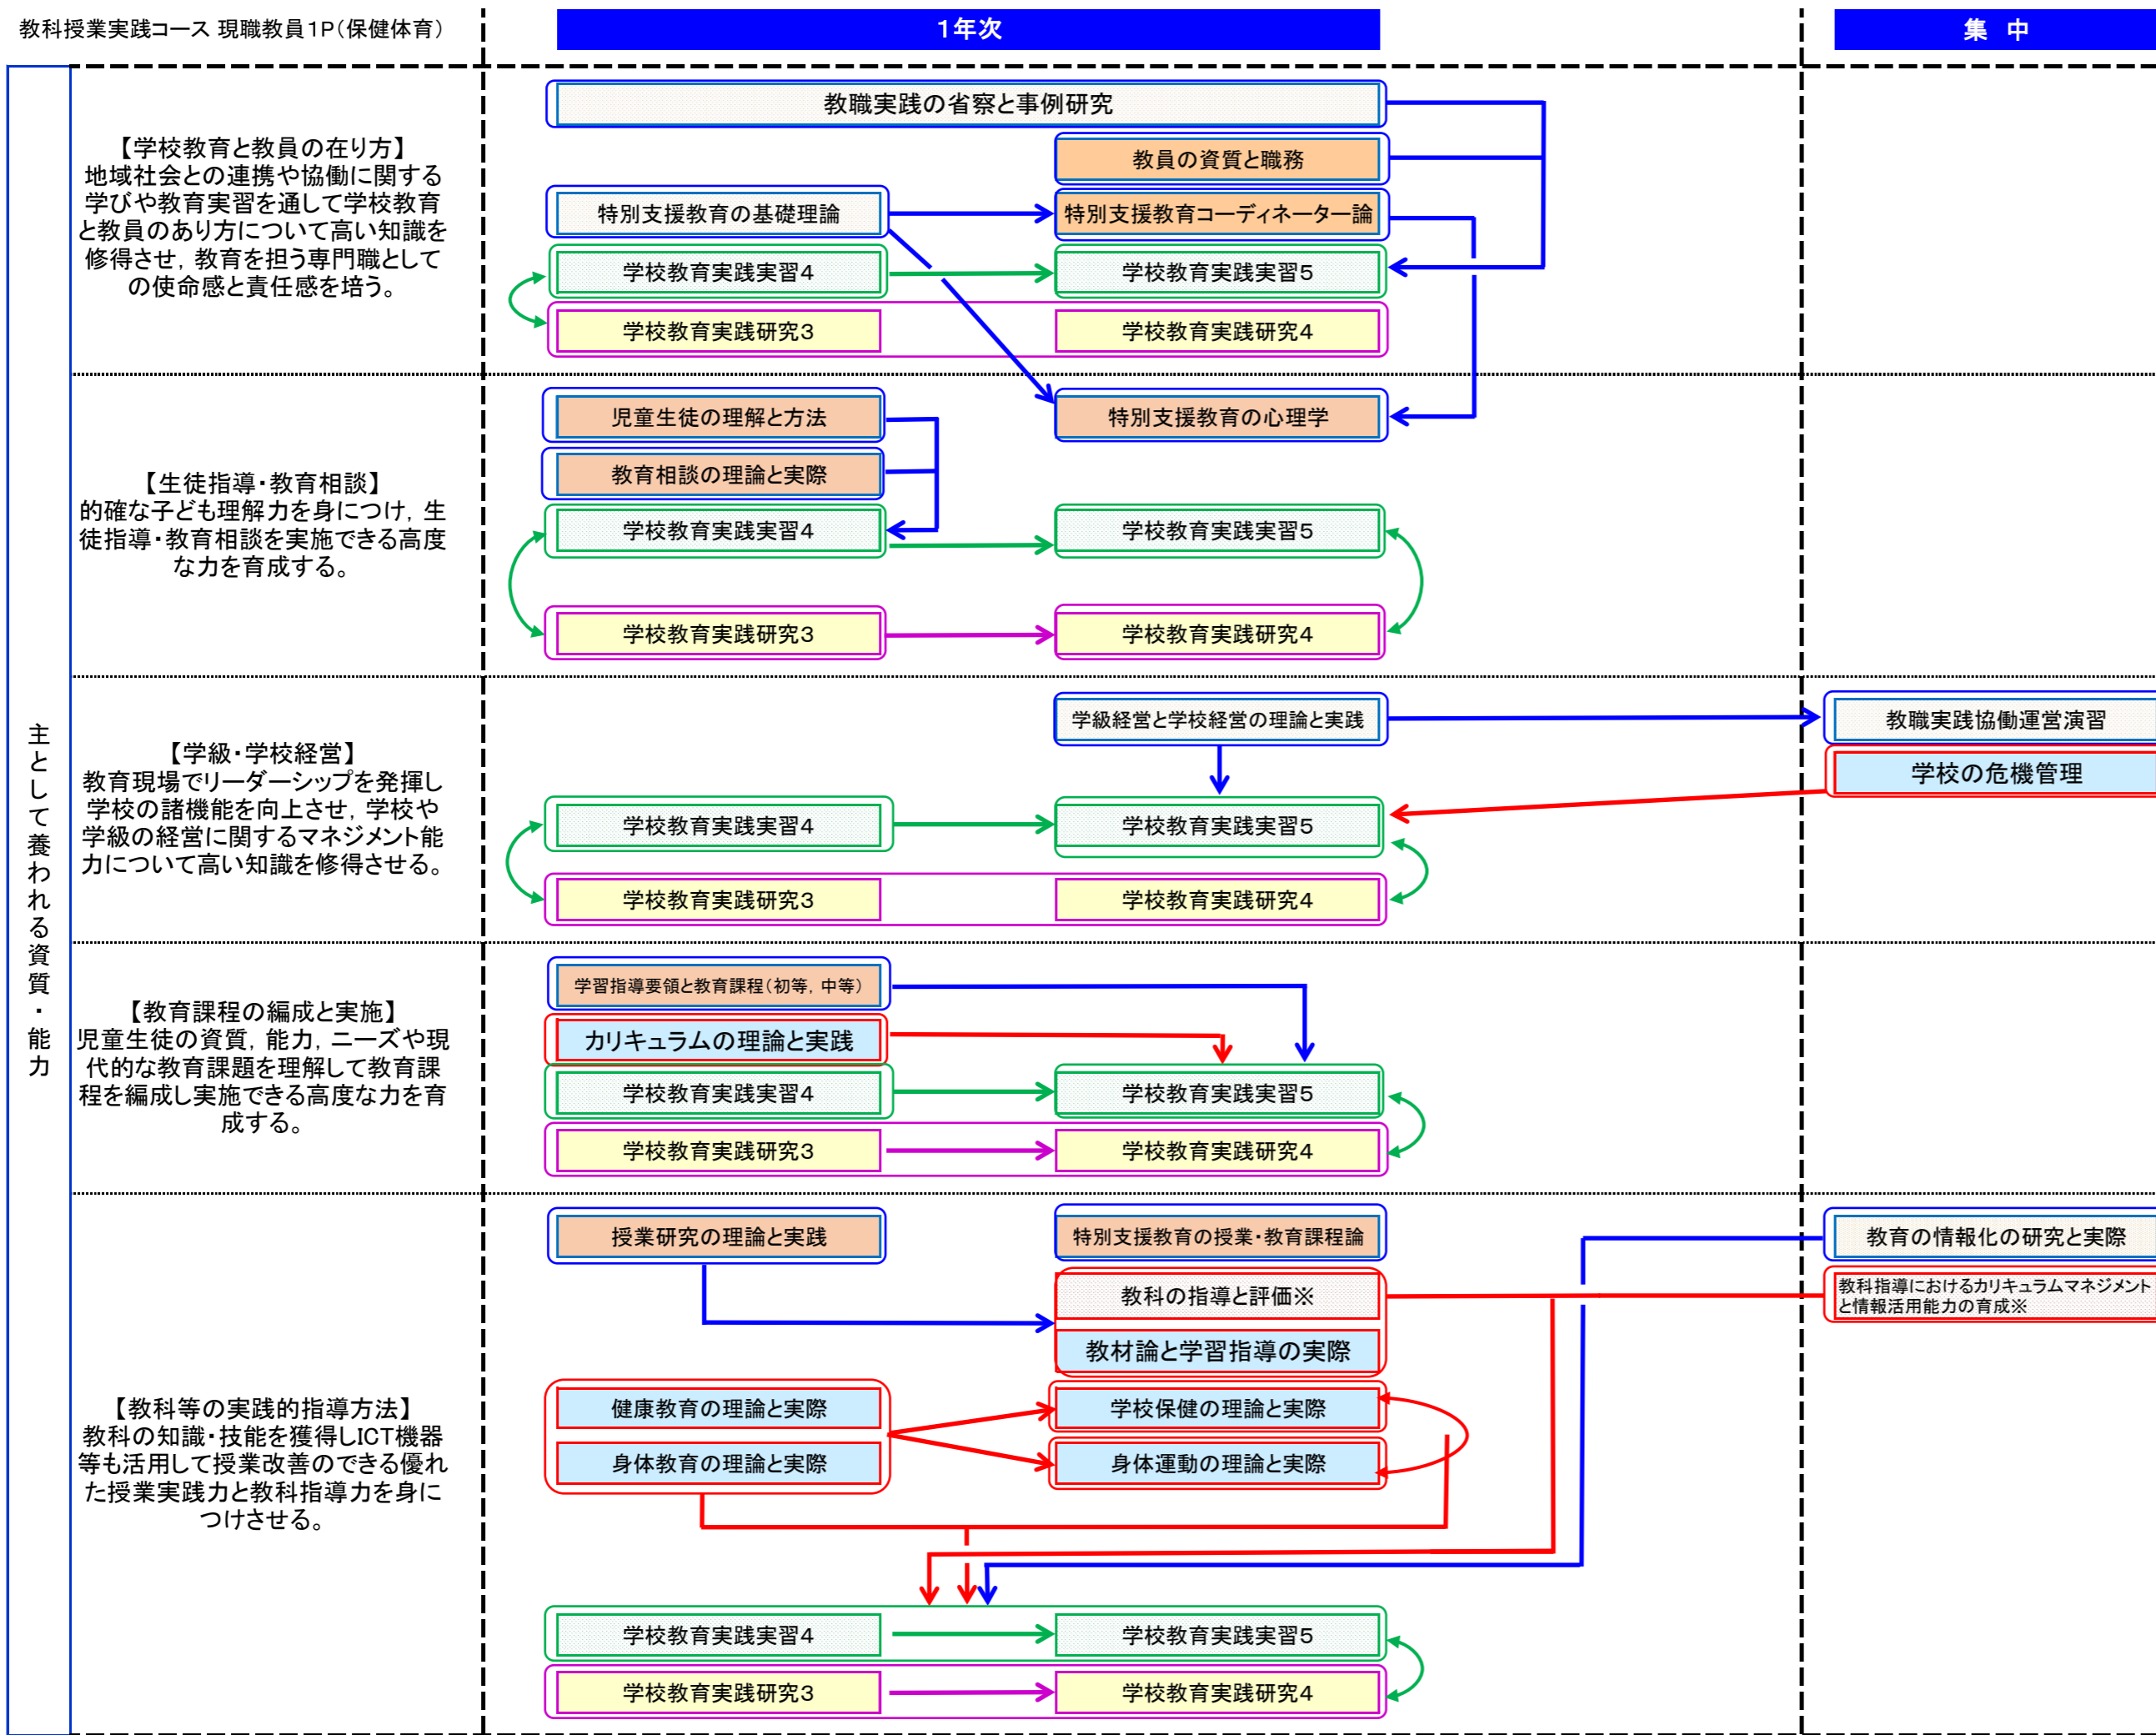 教科授業実践コース 現職教員1P（保健体育）
1年次
集 中
主として養われる資質・能力
【学校教育と教員の在り方】
地域社会との連携や協働に関する
学びや教育実習を通して学校教育
と教員のあり方について高い知識を
修得させ，教育を担う専門職として
の使命感と責任感を培う。
教職実践の省察と事例研究
教員の資質と職務
特別支援教育の基礎理論
特別支援教育コーディネーター論
学校教育実践実習4
学校教育実践実習5
学校教育実践研究3
学校教育実践研究4
【生徒指導・教育相談】
的確な子ども理解力を身につけ，生
徒指導・教育相談を実施できる高度
な力を育成する。
児童生徒の理解と方法
特別支援教育の心理学
教育相談の理論と実際
学校教育実践実習4
学校教育実践実習5
学校教育実践研究3
学校教育実践研究4
【学級・学校経営】
教育現場でリーダーシップを発揮し
学校の諸機能を向上させ，学校や
学級の経営に関するマネジメント能
力について高い知識を修得させる。
学級経営と学校経営の理論と実践
教職実践協働運営演習
学校の危機管理
学校教育実践実習4
学校教育実践実習5
学校教育実践研究3
学校教育実践研究4
【教育課程の編成と実施】
児童生徒の資質，能力，ニーズや現
代的な教育課題を理解して教育課
程を編成し実施できる高度な力を育
成する。
学習指導要領と教育課程（初等，中等）
カリキュラムの理論と実践
学校教育実践実習4
学校教育実践実習5
学校教育実践研究3
学校教育実践研究4
【教科等の実践的指導方法】
教科の知識・技能を獲得しICT機器
等も活用して授業改善のできる優れ
た授業実践力と教科指導力を身に
つけさせる。
授業研究の理論と実践
特別支援教育の授業・教育課程論
教育の情報化の研究と実際
教科の指導と評価※
教科指導におけるカリキュラムマネジメント
と情報活用能力の育成※
教材論と学習指導の実際
健康教育の理論と実際
学校保健の理論と実際
身体教育の理論と実際
身体運動の理論と実際
学校教育実践実習4
学校教育実践実習5
学校教育実践研究3
学校教育実践研究4